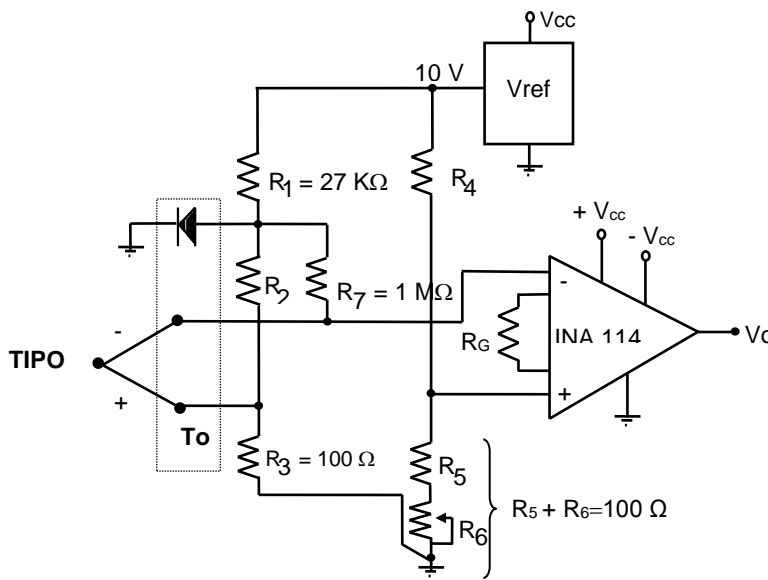 Vcc
10 V
Vref
R1 = 27 KΩ
R4
+ Vcc
- Vcc
R2
R7 = 1 MΩ
-
-
TIPO
RG
INA 114
Vo
+
+
To
R3 = 100 Ω
R5
R5 + R6=100 Ω
R6